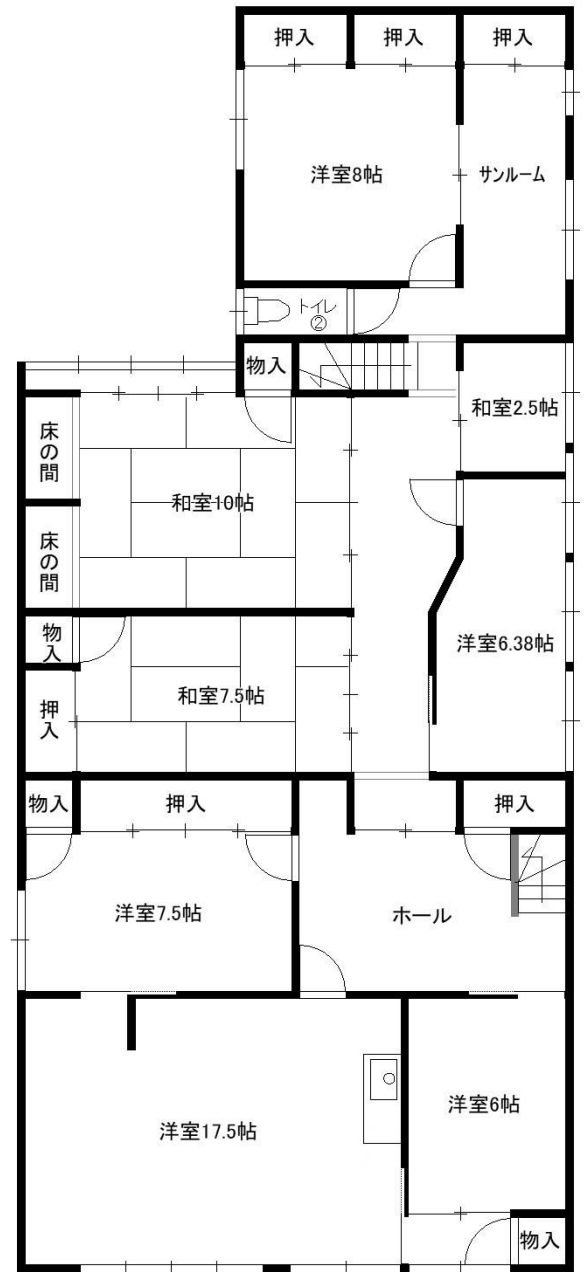 押入
押入
押入
洋室8帖
サンルーム
トイレ
②
物入
和室2.5帖
床の間
和室10帖
床の間
洋室6.38帖
物入
和室7.5帖
押入
物入
押入
押入
洋室7.5帖
ホール
洋室17.5帖
洋室6帖
物入